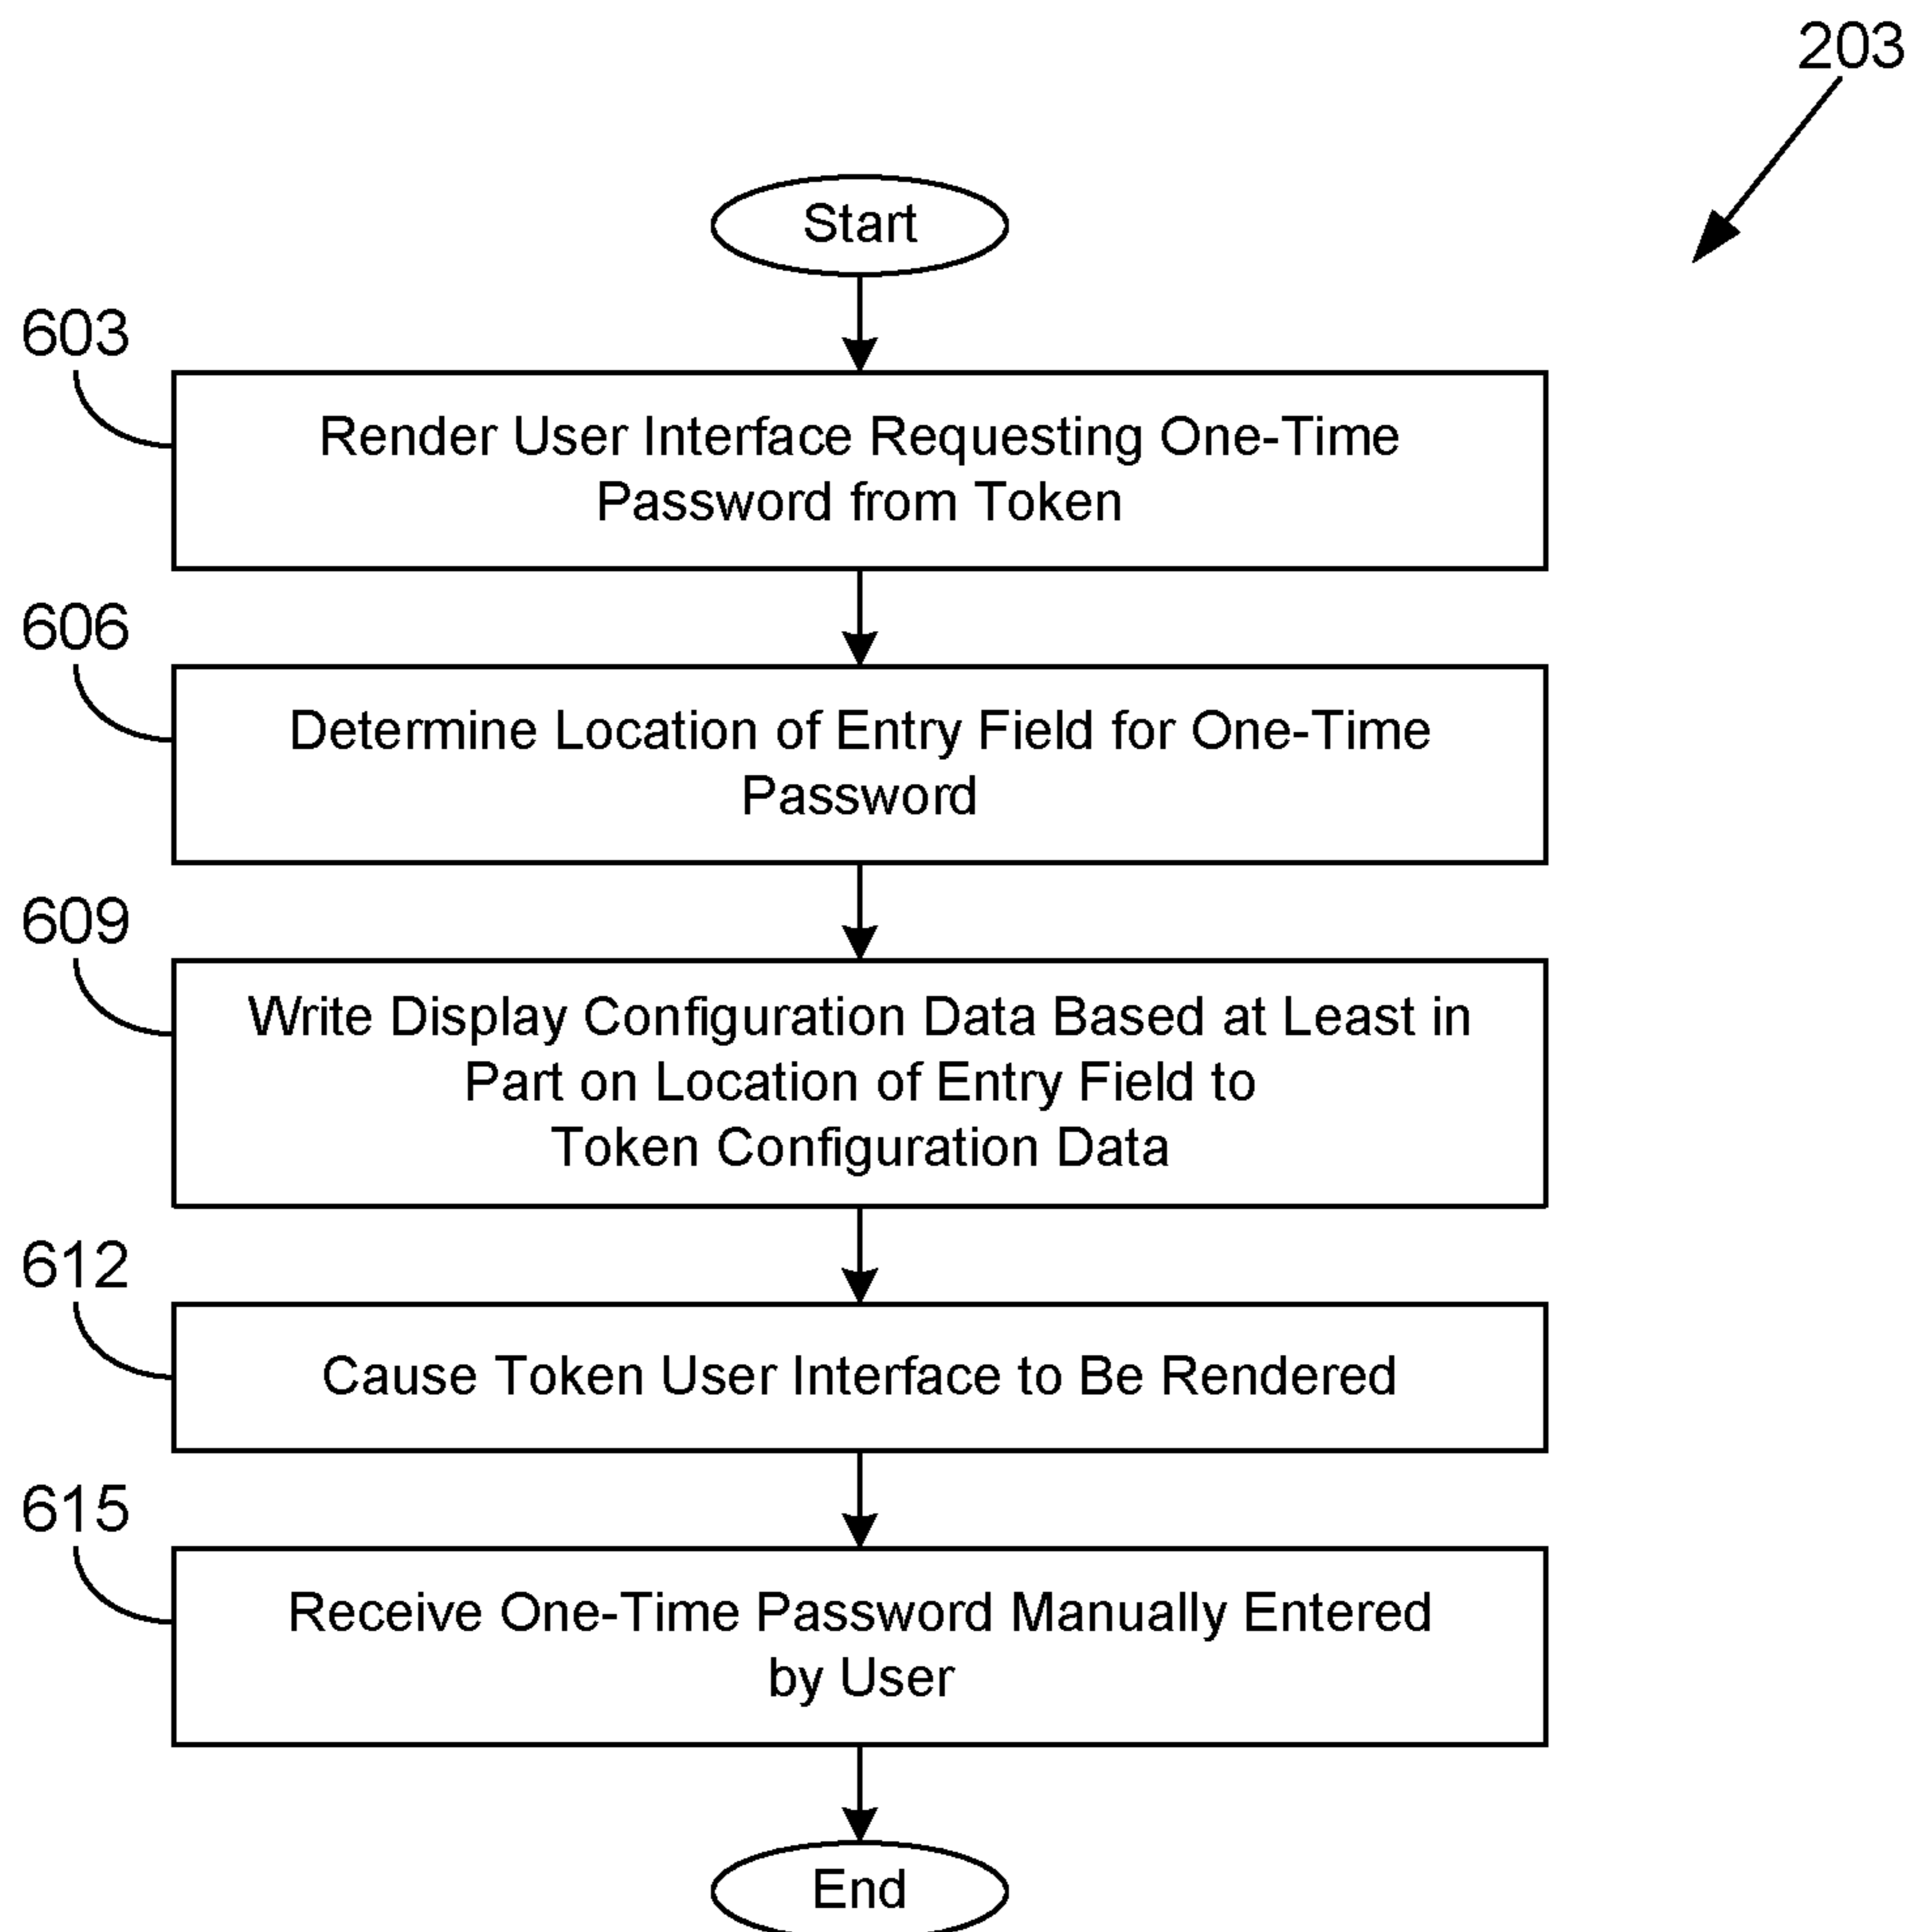 203
Start
603
Render User Interface Requesting One-Time
Password from Token
606
Determine Location of Entry Field for One-Time
Password
609
Write Display Configuration Data Based at Least in
Part on Location of Entry Field to
Token Configuration Data
612
Cause Token User Interface to Be Rendered
615
Receive One-Time Password Manually Entered
by User
End